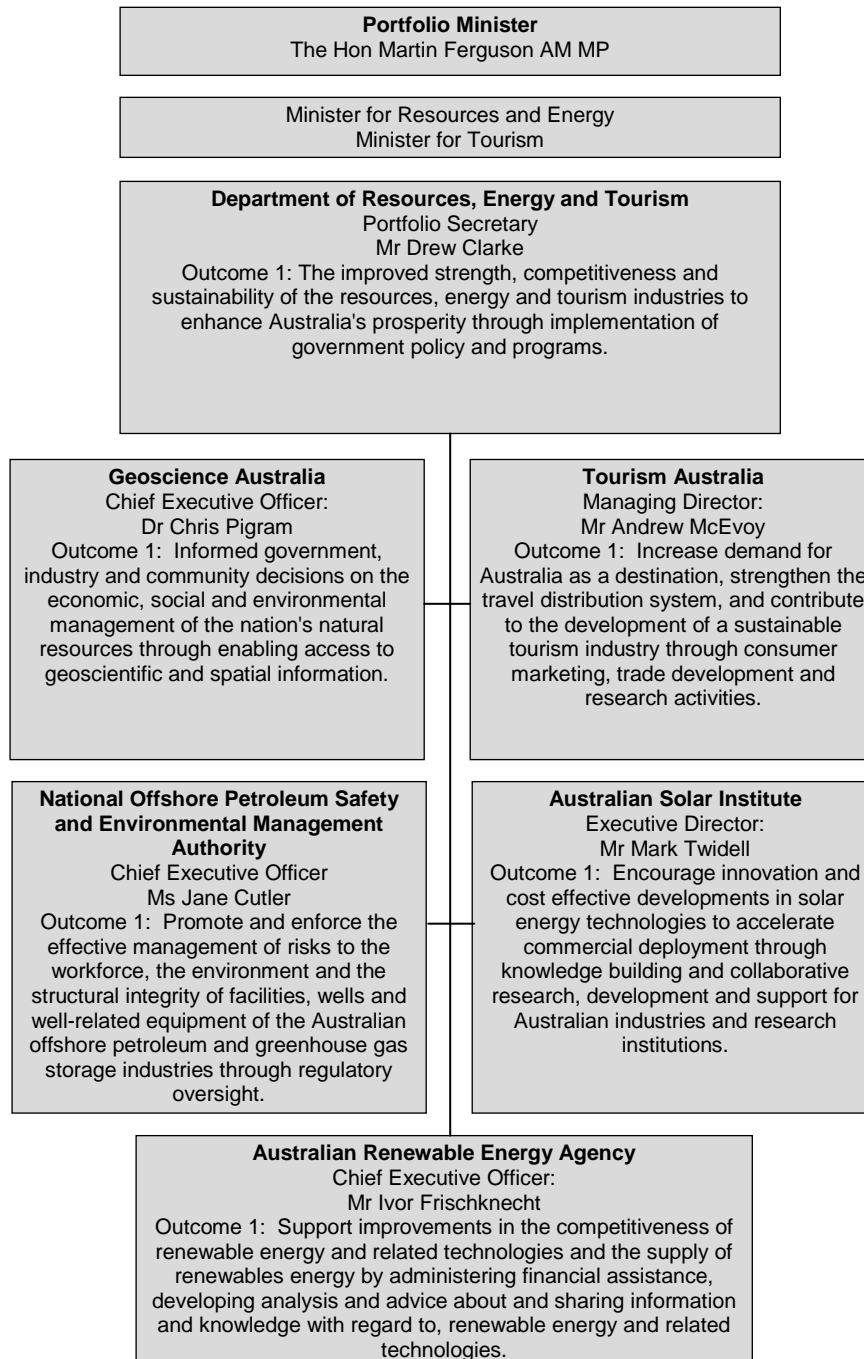 Portfolio Minister
The Hon Martin Ferguson AM MP
Minister for Resources and Energy
Minister for Tourism
Department of Resources, Energy and Tourism
Portfolio Secretary
Mr Drew Clarke
Outcome 1: The improved strength, competitiveness and
sustainability of the resources, energy and tourism industries to
enhance Australia's prosperity through implementation of
government policy and programs.
Geoscience Australia
Chief Executive Officer:
Dr Chris Pigram
Outcome 1:  Informed government,
industry and community decisions on the
economic, social and environmental
management of the nation's natural
resources through enabling access to
geoscientific and spatial information.
Tourism Australia
Managing Director:
Mr Andrew McEvoy
Outcome 1:  Increase demand for
Australia as a destination, strengthen the
travel distribution system, and contribute
to the development of a sustainable
tourism industry through consumer
marketing, trade development and
research activities.
National Offshore Petroleum Safety
and Environmental Management
Authority
Chief Executive Officer
Ms Jane Cutler
Outcome 1:  Promote and enforce the
effective management of risks to the
workforce, the environment and the
structural integrity of facilities, wells and
well-related equipment of the Australian
offshore petroleum and greenhouse gas
storage industries through regulatory
oversight.
Australian Solar Institute
Executive Director:
Mr Mark Twidell
Outcome 1:  Encourage innovation and
cost effective developments in solar
energy technologies to accelerate
commercial deployment through
knowledge building and collaborative
research, development and support for
Australian industries and research
institutions.
Australian Renewable Energy Agency
Chief Executive Officer:
Mr Ivor Frischknecht
Outcome 1:  Support improvements in the competitiveness of
renewable energy and related technologies and the supply of
renewables energy by administering financial assistance,
developing analysis and advice about and sharing information
and knowledge with regard to, renewable energy and related
technologies.